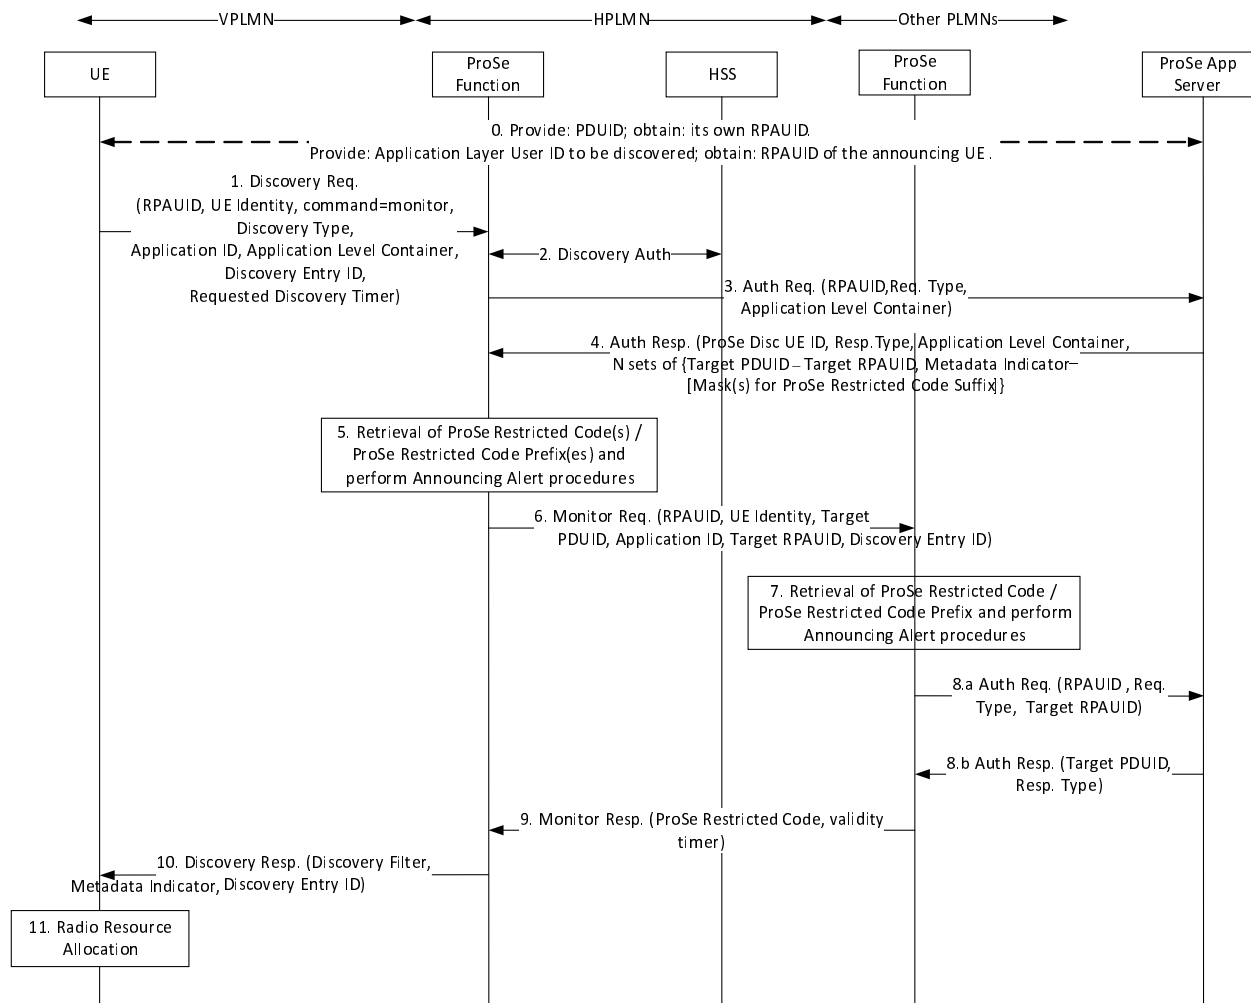 VPLMN
HPLMN
Other PLMNs
UE
ProSe
Function
HSS
ProSe
Function
ProSe App
Server
0. Provide: PDUID; obtain: its own RPAUID.
Provide: Application Layer User ID to be discovered; obtain: RPAUID of the announcing UE .
1. Discovery Req.
(RPAUID, UE Identity, command=monitor,
Discovery Type,
Application ID, Application Level Container,
Discovery Entry ID,
Requested Discovery Timer)
2. Discovery Auth
3. Auth Req. (RPAUID,Req. Type,
Application Level Container)
4. Auth Resp. (ProSe Disc UE ID, Resp.Type, Application Level Container,
N sets of {Target PDUID – Target RPAUID, Metadata Indicator–
[Mask(s) for ProSe Restricted Code Suffix]}
5. Retrieval of ProSe Restricted Code(s) /
ProSe Restricted Code Prefix(es) and
perform Announcing Alert procedures
6. Monitor Req. (RPAUID, UE Identity, Target
PDUID, Application ID, Target RPAUID, Discovery Entry ID)
7. Retrieval of ProSe Restricted Code /
ProSe Restricted Code Prefix and perform
Announcing Alert procedures
8.a Auth Req. (RPAUID , Req.
Type, Target RPAUID)
8.b Auth Resp. (Target PDUID,
Resp. Type)
9. Monitor Resp. (ProSe Restricted Code, validity
timer)
10. Discovery Resp. (Discovery Filter,
Metadata Indicator, Discovery Entry ID)
11. Radio Resource
Allocation